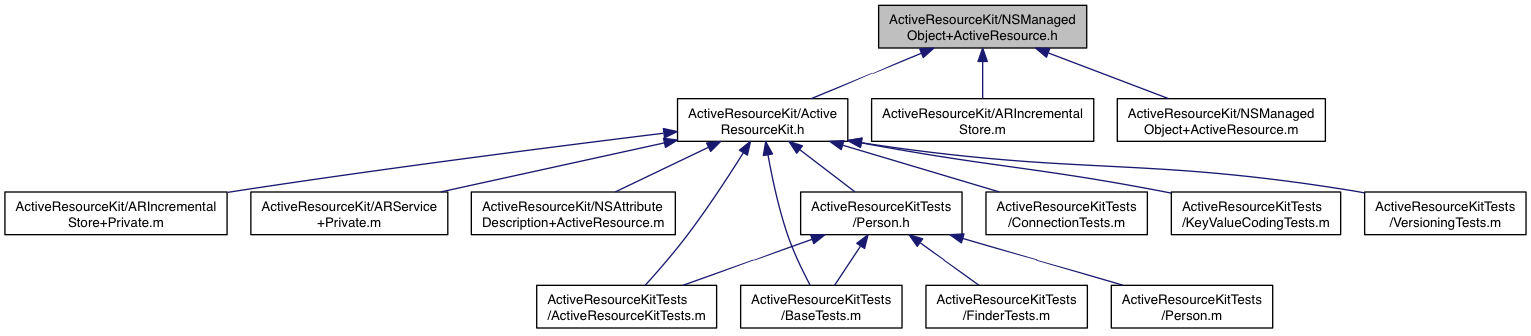 ActiveResourceKit/NSManaged
Object+ActiveResource.h
ActiveResourceKit/Active
ResourceKit.h
ActiveResourceKit/ARIncremental
Store.m
ActiveResourceKit/NSManaged
Object+ActiveResource.m
ActiveResourceKit/ARIncremental
Store+Private.m
ActiveResourceKit/ARService
+Private.m
ActiveResourceKit/NSAttribute
Description+ActiveResource.m
ActiveResourceKitTests
/Person.h
ActiveResourceKitTests
/ConnectionTests.m
ActiveResourceKitTests
/KeyValueCodingTests.m
ActiveResourceKitTests
/VersioningTests.m
ActiveResourceKitTests
/ActiveResourceKitTests.m
ActiveResourceKitTests
/BaseTests.m
ActiveResourceKitTests
/FinderTests.m
ActiveResourceKitTests
/Person.m